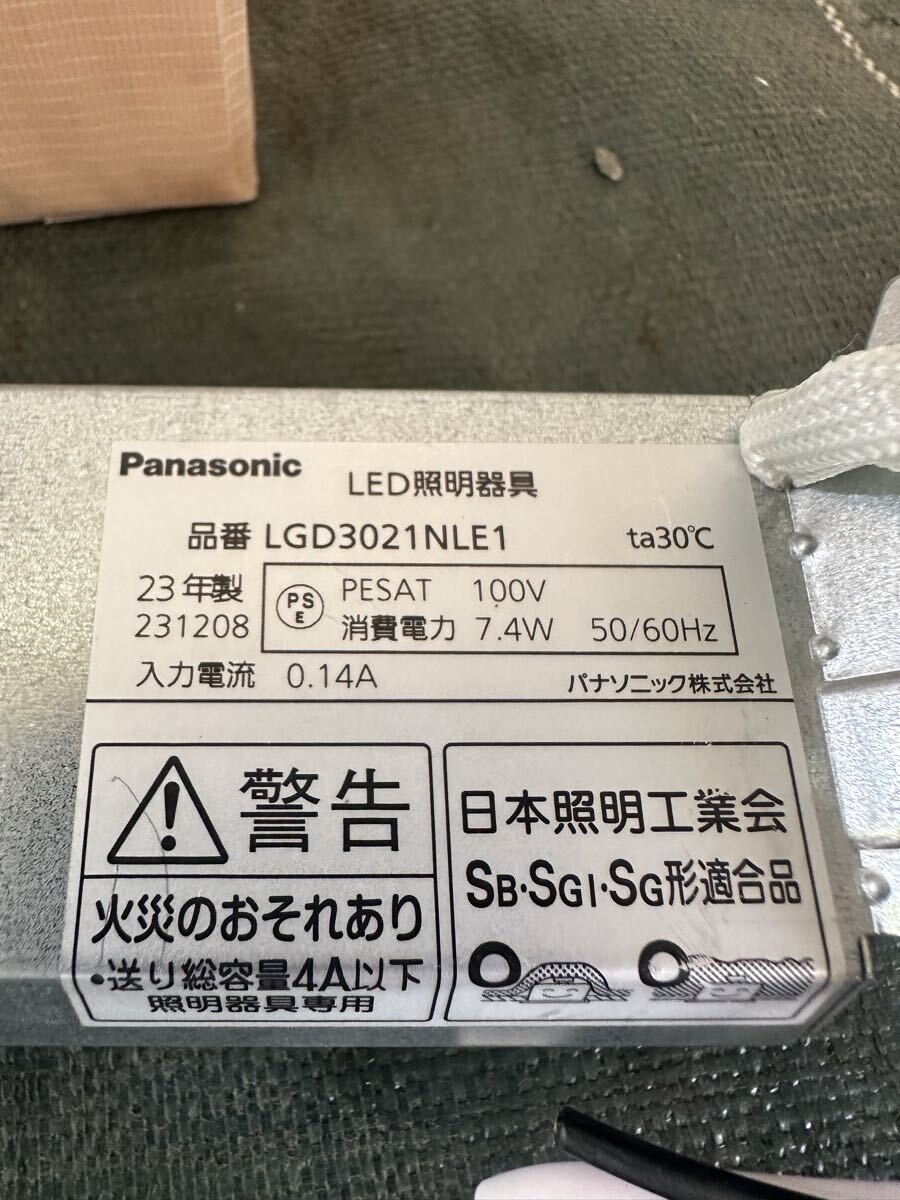 Panasonic
LED照明器具
品番 LGD3021NLE1 ta30℃
23年製
231208
PS
E
PESAT 100V
消費電力 7.4W 50/60Hz
入力電流 0.14A
パナソニック株式会社
警告
火災のおそれあり
・送り総容量4A以下
照明器具専用
日本照明工業会
SB・SGI・SG形適合品